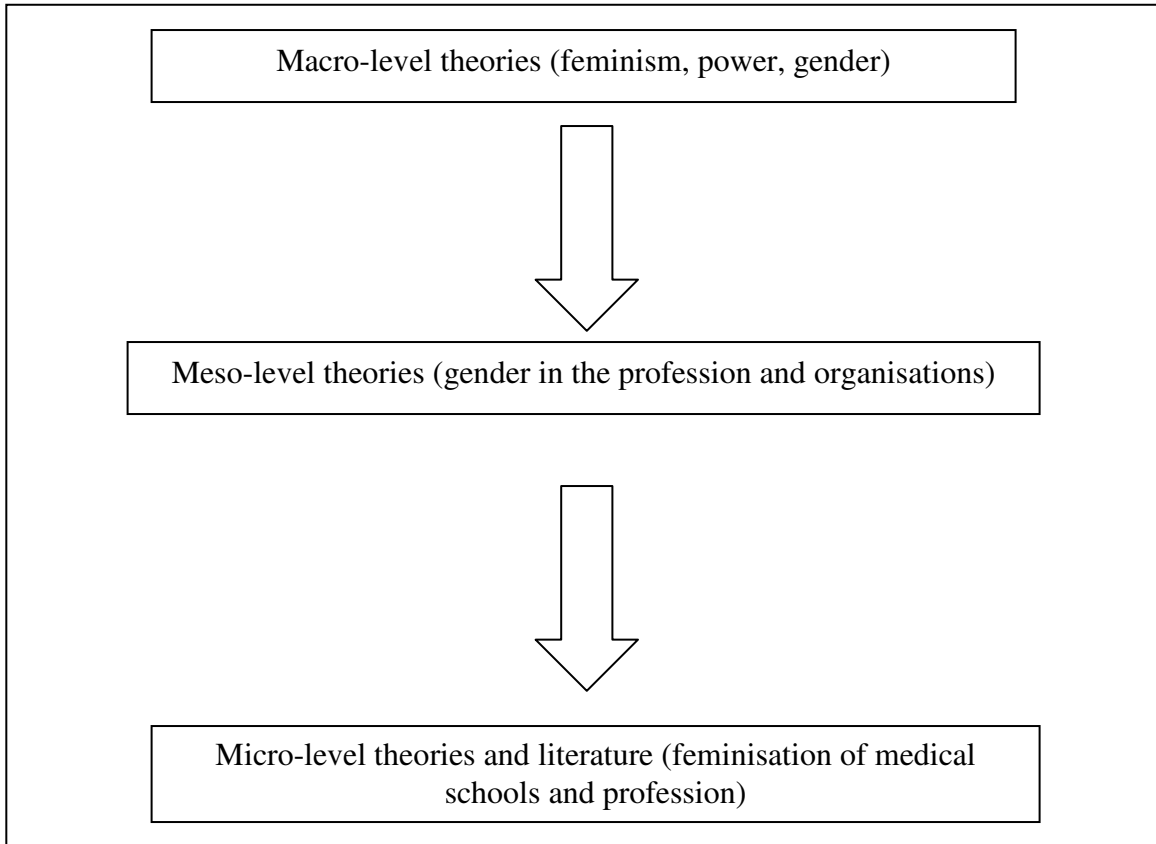 Macro-level theories (feminism, power, gender)
Meso-level theories (gender in the profession and organisations)
Micro-level theories and literature (feminisation of medical
schools and profession)